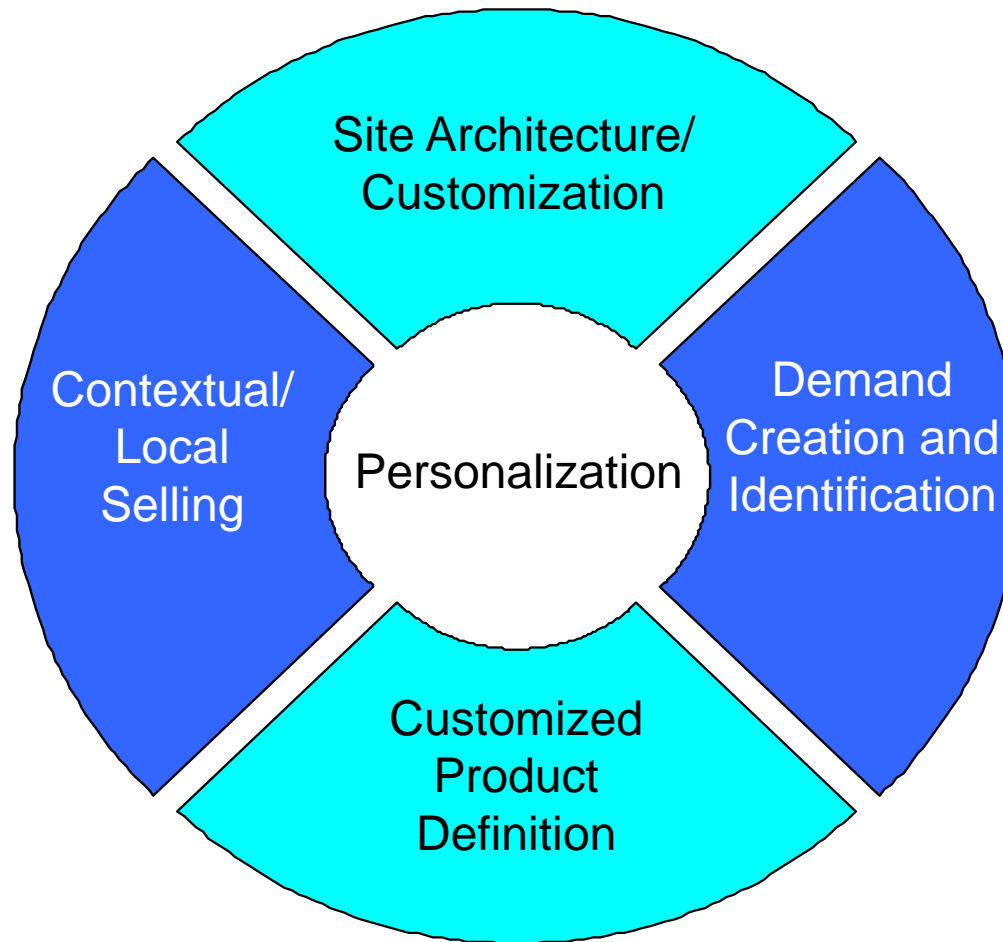 Site Architecture/
Customization
Contextual/
Local
Selling
Personalization
Demand
Creation and
Identification
Customized
Product
Definition